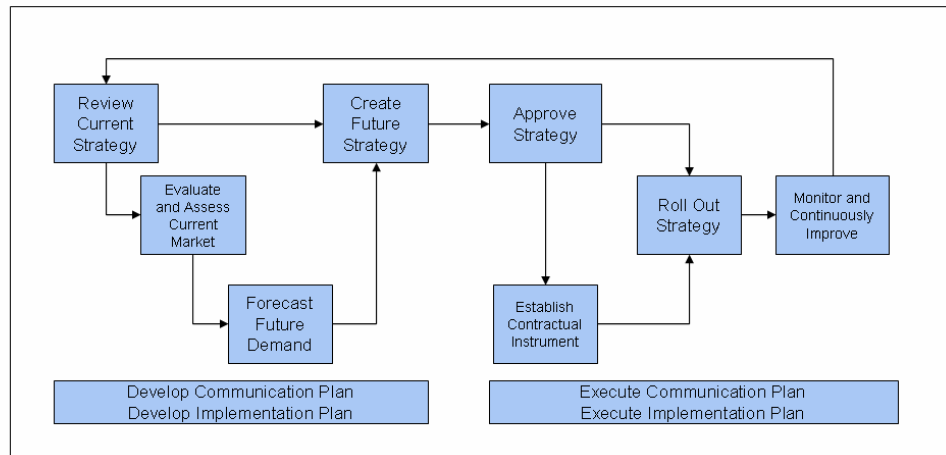 Review
Current
Strategy
Create
Future
Strategy
Approve
Strategy
Evaluate
and Assess
Current
Market
Roll Out
Strategy
Monitor and
Continuously
Improve
Forecast
Future
Demand
Establish
Contractual
Instrument
Develop Communication Plan
Develop Implementation Plan
Execute Communication Plan
Execute Implementation Plan